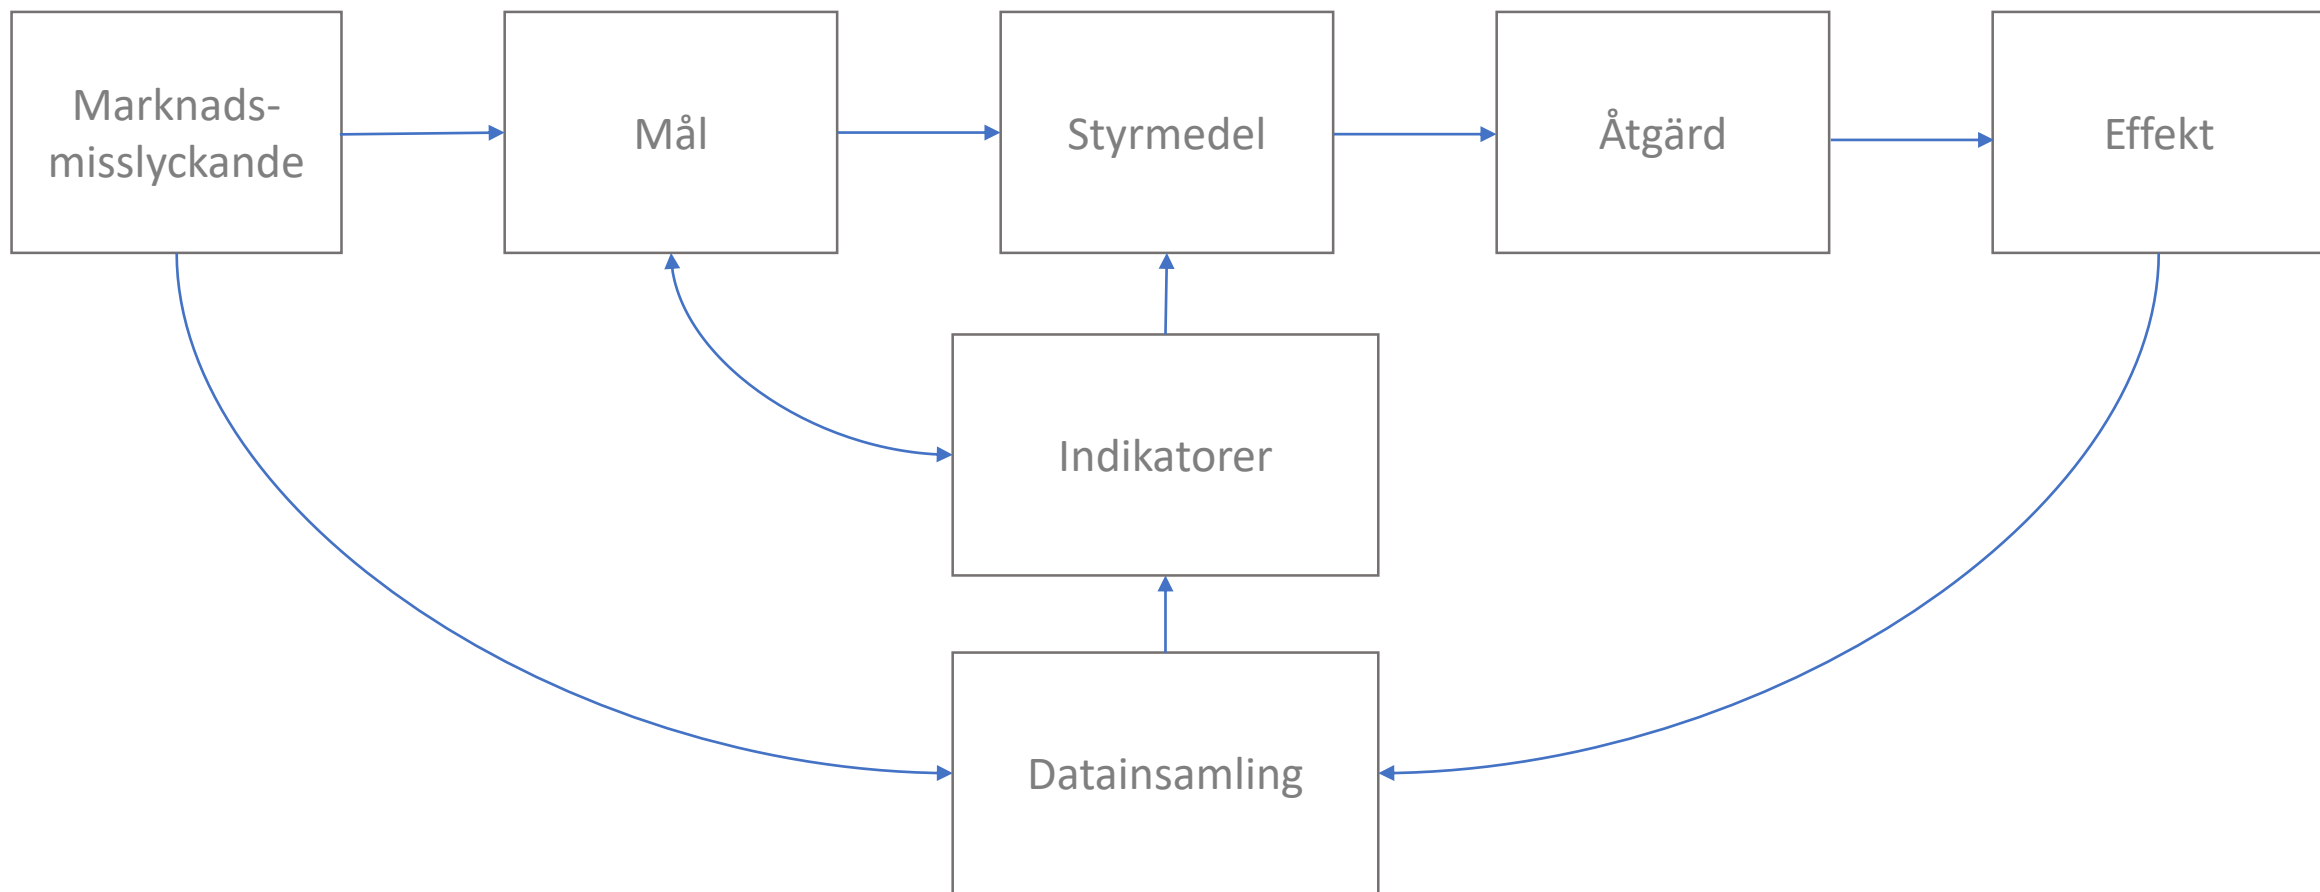 Marknads-
misslyckande
Mål
Styrmedel
Åtgärd
Effekt
Indikatorer
Datainsamling